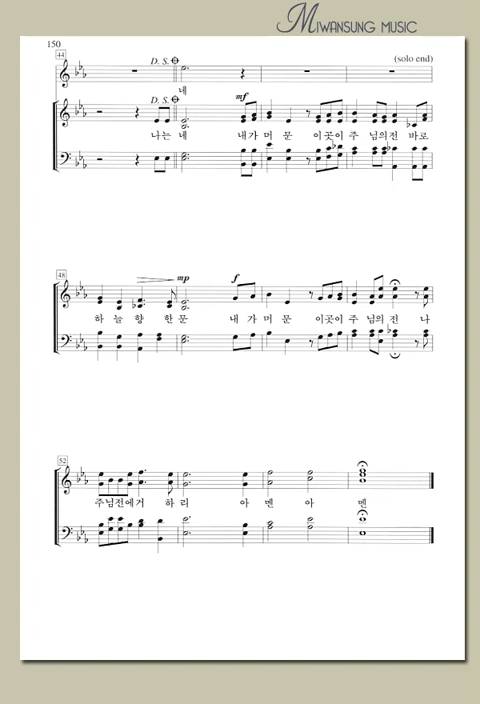 MIWANSUNG MUSIC
150
44
D. S.
(solo end)
네
D. S.
mf
나는 네 내가 머 문 이곳이 주 님의전 바로
48
mp
f
하 늘 향 한문 내 가 머 문 이곳이 주 님의 전 나
52
주님전에거 하 리 아 멘 아 멘